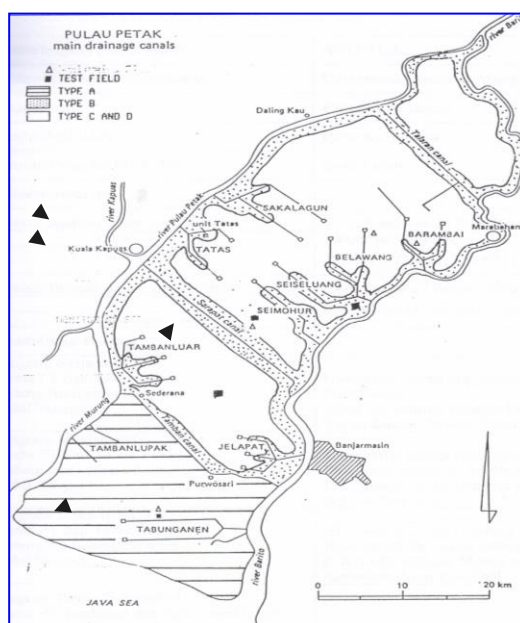 PULAU PETAK
main drainage canals
TEST FIELD
TYPE A
TYPE B
TYPE C AND D
river Barito
Daling Kau
Talaran canal
river Kapuas
river Pulau Petak
SAKALAGUN
Marabahan
unit Tatas
BARAMBAI
Kuala Kapuas
TATAS
BELAWANG
SEISELUANG
Serapat canal
SEIMOHUR
TAMBANLUAR
Sederana
river Murung
Tamban canal
TAMBANLUPAK
JELAPAT
Banjarmasin
Purwosari
TABUNGANEN
river Barito
JAVA SEA
0 10 20 km